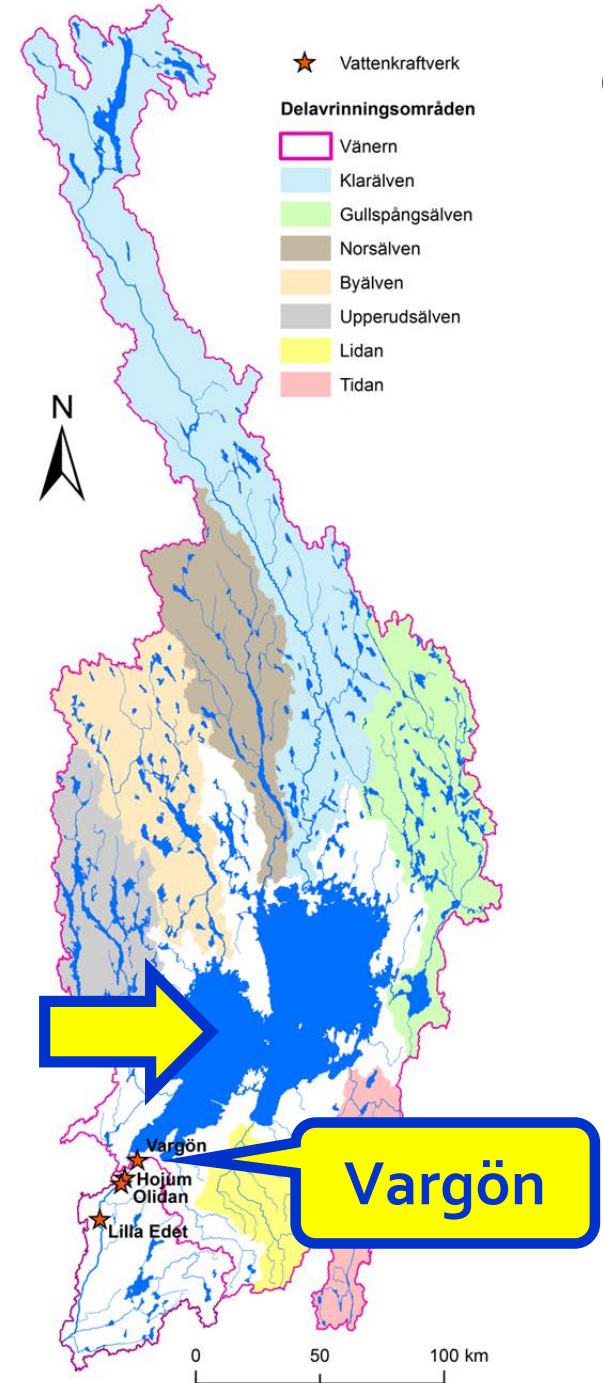 Vattenkraftverk
Delavrinningsområden
Vänern
Klarälven
Gullspångsälven
Norsälven
Byälven
Upperudsälven
Lidan
Tidan
N
Vargön
Hojum
Olidan
Lilla Edet
Vargön
0 50 100 km